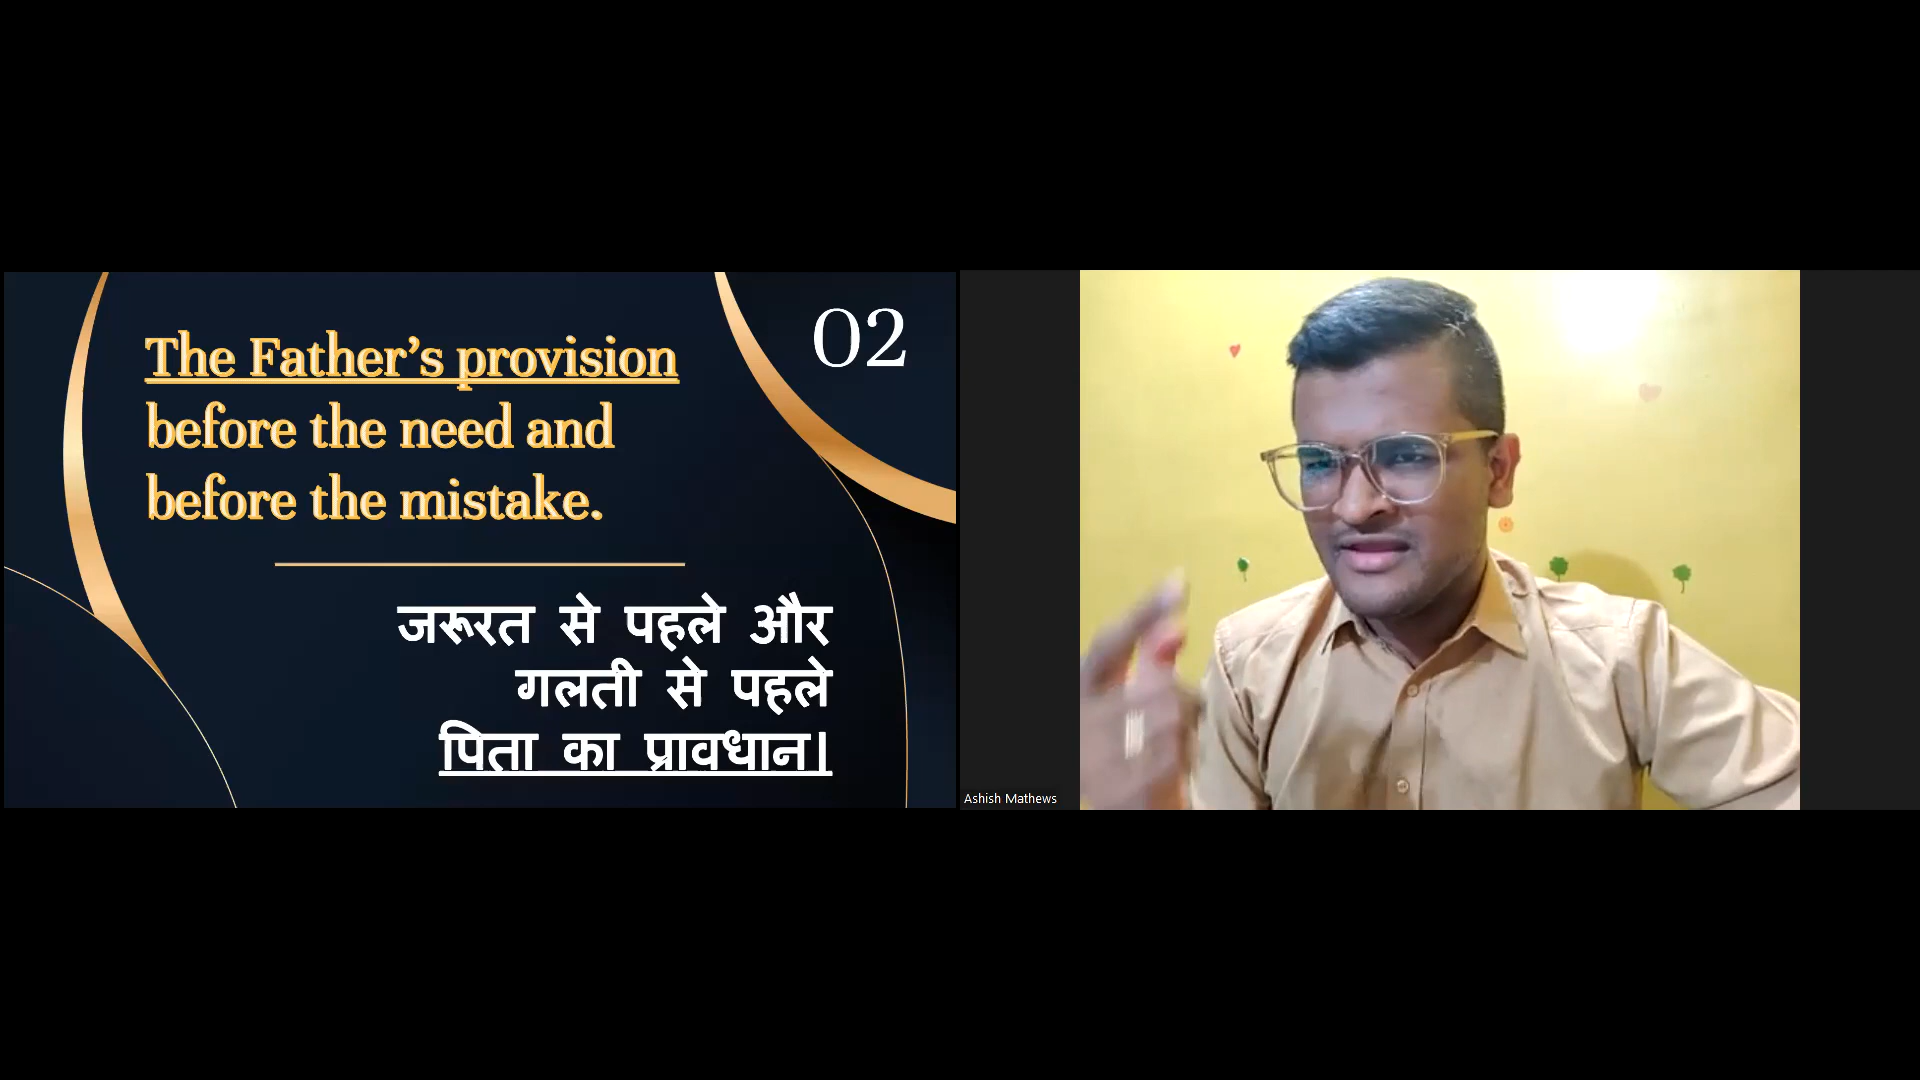 The Father’s provision
before the need and
before the mistake.
02
जरूरत से पहले और
गलती से पहले
पिता का प्रावधान।
Ashish Mathews